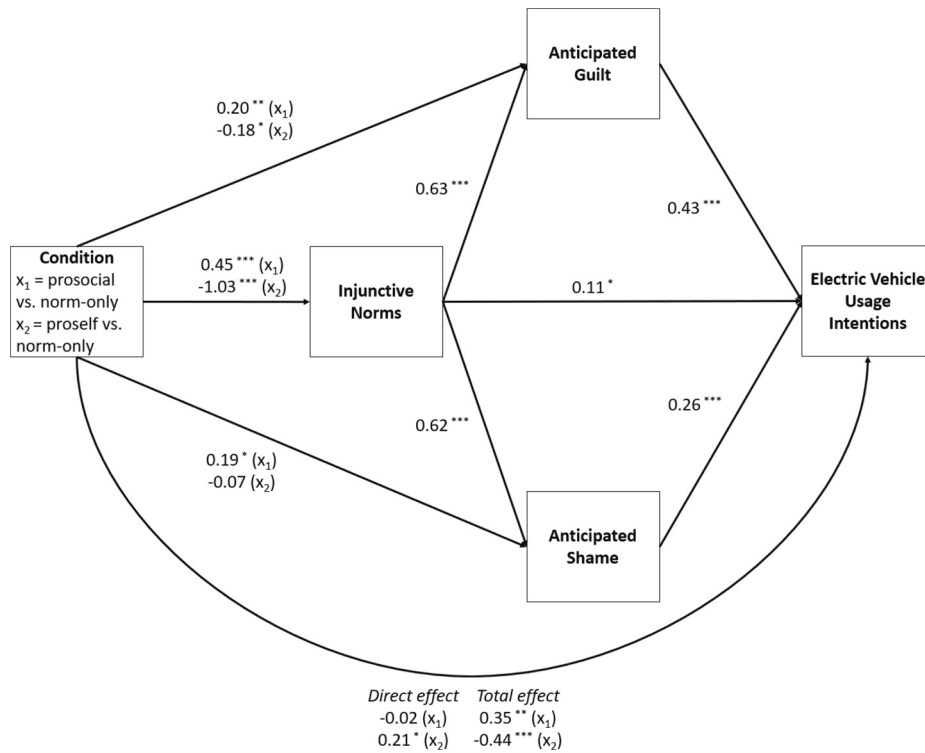 Anticipated
Guilt
0.20 ** (x₁)
-0.18 * (x₂)
0.63 ***
0.43 ***
Condition
x₁ = prosocial
vs. norm-only
x₂ = proself vs.
norm-only
0.45 *** (x₁)
-1.03 *** (x₂)
Injunctive
Norms
0.11 *
Electric Vehicle
Usage
Intentions
0.62 ***
0.26 ***
0.19 * (x₁)
-0.07 (x₂)
Anticipated
Shame
Direct effect Total effect
-0.02 (x₁) 0.35 ** (x₁)
0.21 * (x₂) -0.44 *** (x₂)